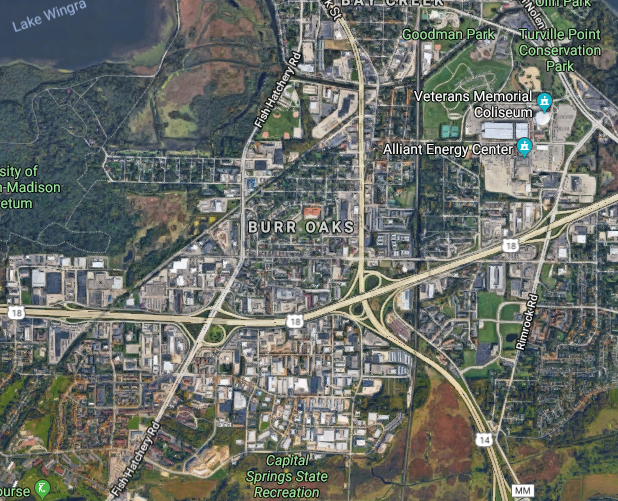 Lake Wingra
BAY CREEK
Olin Park
Goodman Park
Turville Point
Conservation
Park
Fish Hatchery Rd
Veterans Memorial
Coliseum
Alliant Energy Center
sity of
n-Madison
etum
BURR OAKS
18
18
18
Rimrock Rd
Fish Hatchery Rd
14
Capital
Springs State
Recreation
ourse
MM